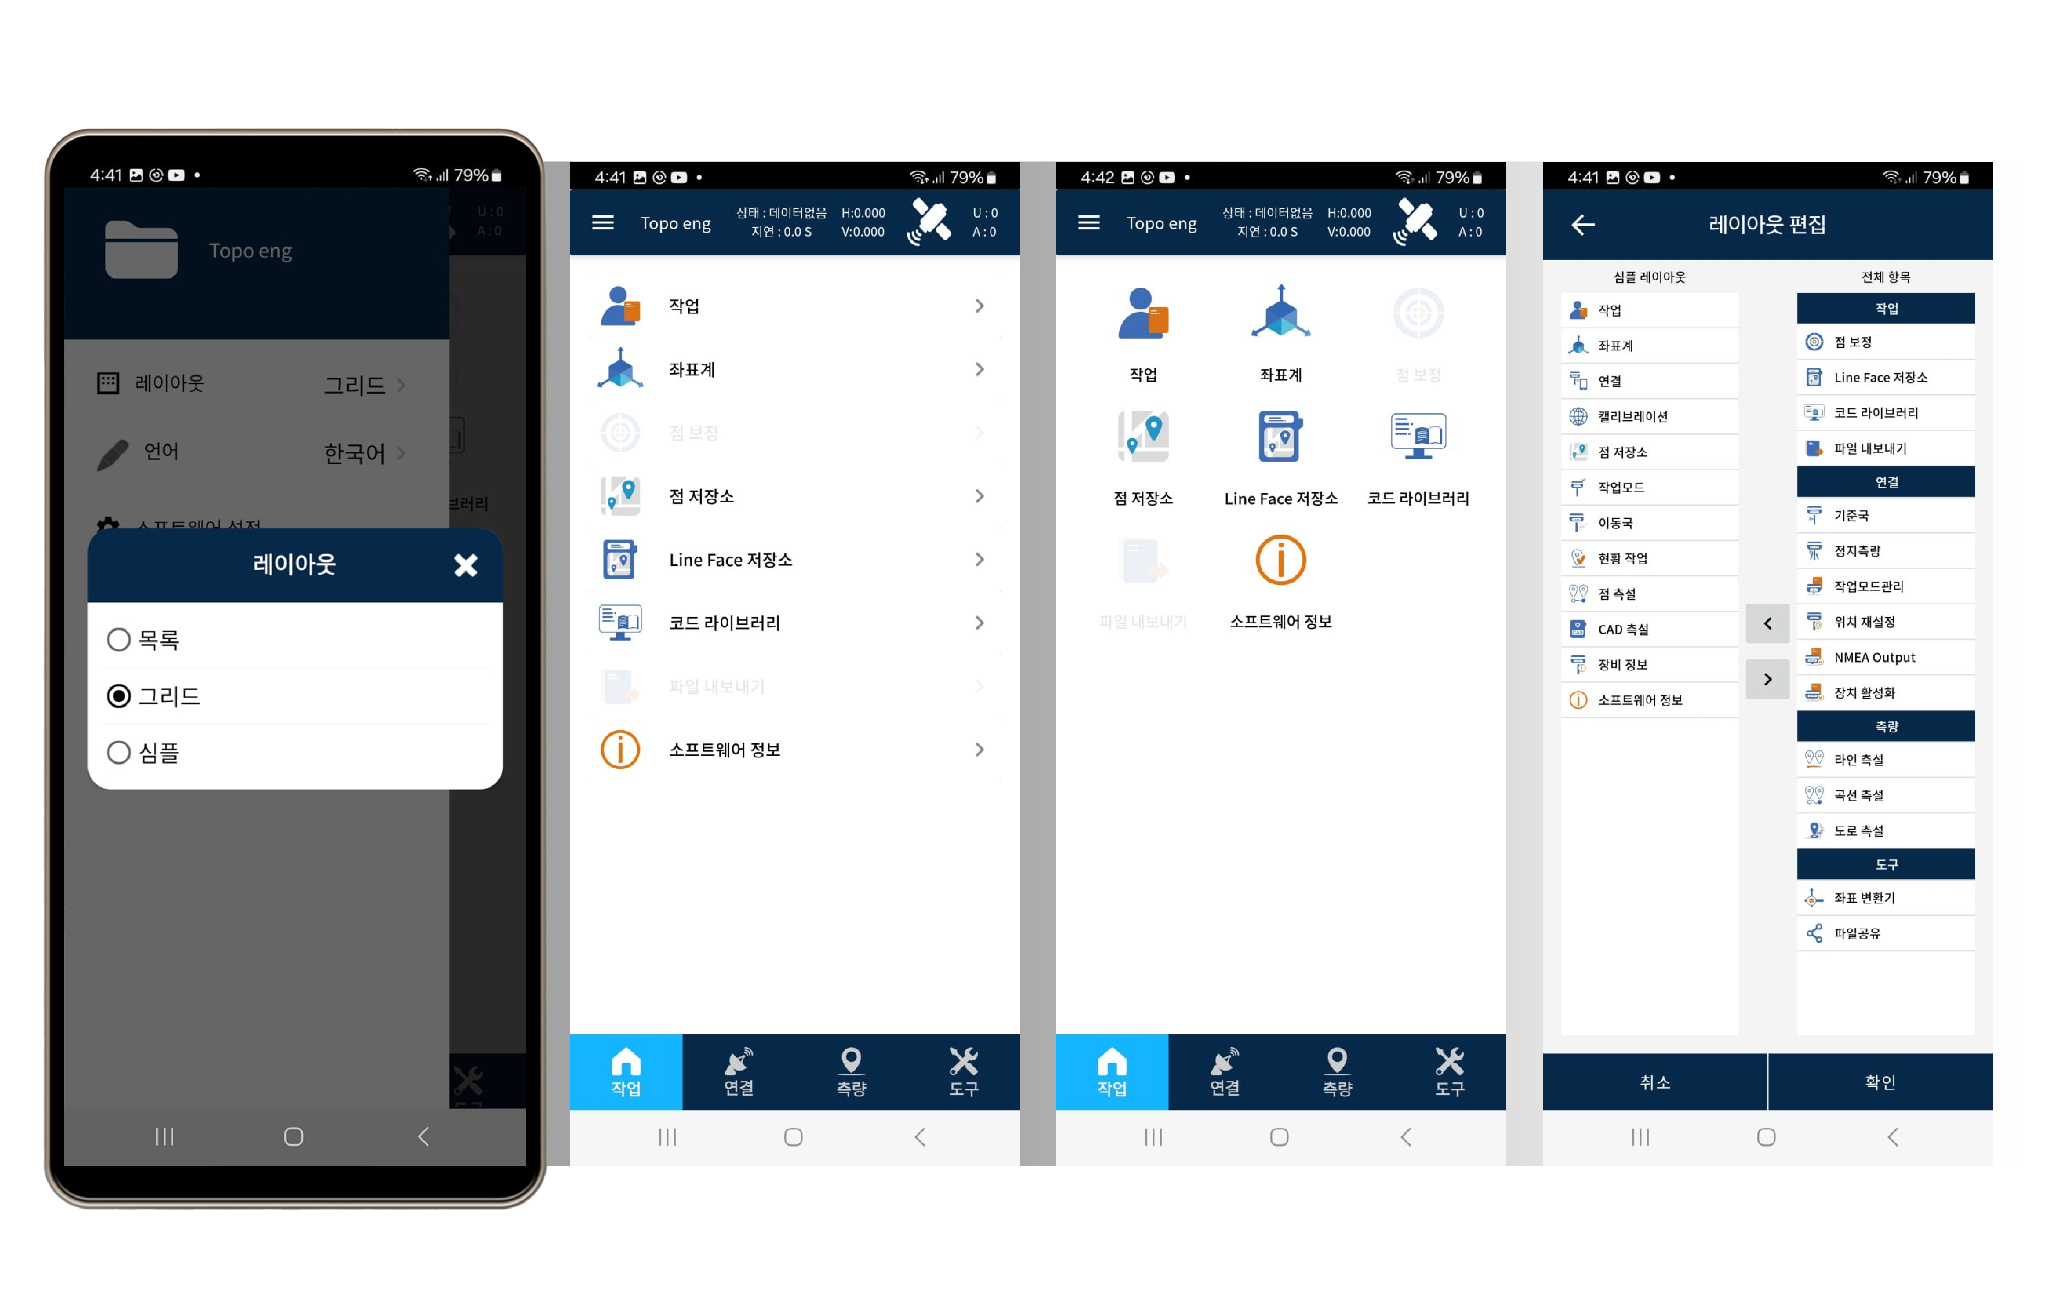 4:41
79%
Topo eng
U : 0
A : 0
레이아웃
그리드
언어
한국어
소프트웨어 설정
레이아웃
목록
그리드
심플
4:41
79%
Topo eng
상태 : 데이터없음
지연 : 0.0 S
H:0.000
V:0.000
U : 0
A : 0
작업
좌표계
점 보정
점 저장소
Line Face 저장소
코드 라이브러리
파일 내보내기
소프트웨어 정보
작업
연결
측량
도구
4:42
79%
Topo eng
상태 : 데이터없음
지연 : 0.0 S
H:0.000
V:0.000
U : 0
A : 0
작업
좌표계
점 보정
점 저장소
Line Face 저장소
코드 라이브러리
파일 내보내기
소프트웨어 정보
작업
연결
측량
도구
4:41
79%
레이아웃 편집
심플 레이아웃
작업
좌표계
연결
캘리브레이션
점 저장소
작업모드
이동국
현황 작업
점 측설
CAD 측설
장비 정보
소프트웨어 정보
전체 항목
작업
점 보정
Line Face 저장소
코드 라이브러리
파일 내보내기
연결
기준국
정지측량
작업모드관리
위치 재설정
NMEA Output
장치 활성화
측량
라인 측설
곡선 측설
도로 측설
도구
좌표 변환기
파일공유
취소
확인